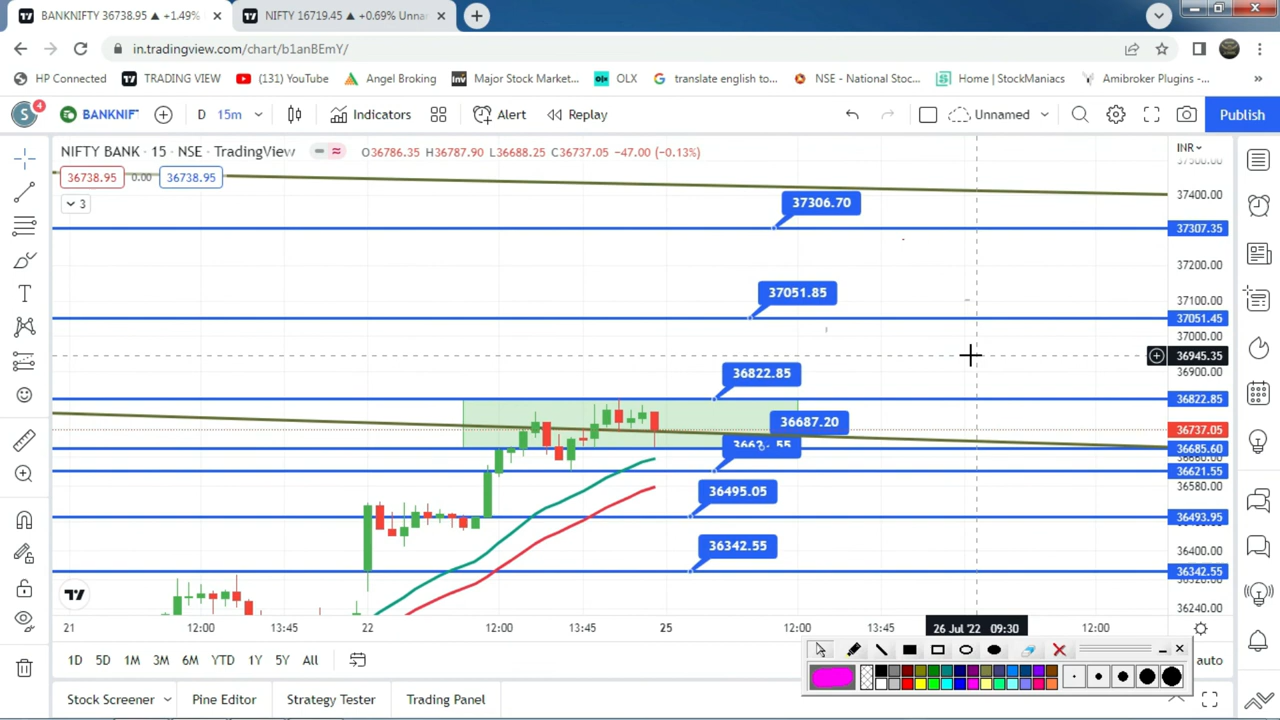 BANKNIFTY 36738.95 ▲ +1.49%
NIFTY 16719.45 ▲ +0.69% Unna
in.tradingview.com/chart/b1anBEmY/
HP Connected
TRADING VIEW
(131) YouTube
Angel Broking
Major Stock Market...
OLX
translate english to...
NSE - National Stoc...
Home | StockManiacs
Amibroker Plugins -...
S
4
BANKNIF
D
15m
Indicators
Alert
Replay
Unnamed
Publish
NIFTY BANK · 15 · NSE · TradingView
O36786.35 H36787.90 L36688.25 C36737.05 −47.00 (−0.13%)
INR
37500.00
36738.95
0.00
36738.95
3
37400.00
37306.70
37307.35
37200.00
37051.85
37100.00
37051.45
37000.00
36945.35
36900.00
36822.85
36822.85
36687.20
36737.05
36685.60
36621.55
36580.00
36495.05
36493.95
36342.55
36400.00
36342.55
36240.00
21
12:00
13:45
22
12:00
13:45
25
12:00
13:45
26 Jul '22 09:30
12:00
1D
5D
1M
3M
6M
YTD
1Y
5Y
All
auto
Stock Screener
Pine Editor
Strategy Tester
Trading Panel